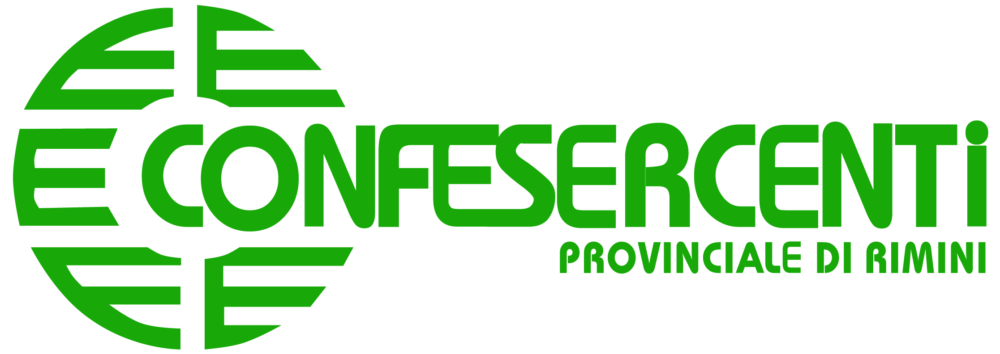 CONFESERCENTi
PROVINCIALE DI RIMINI